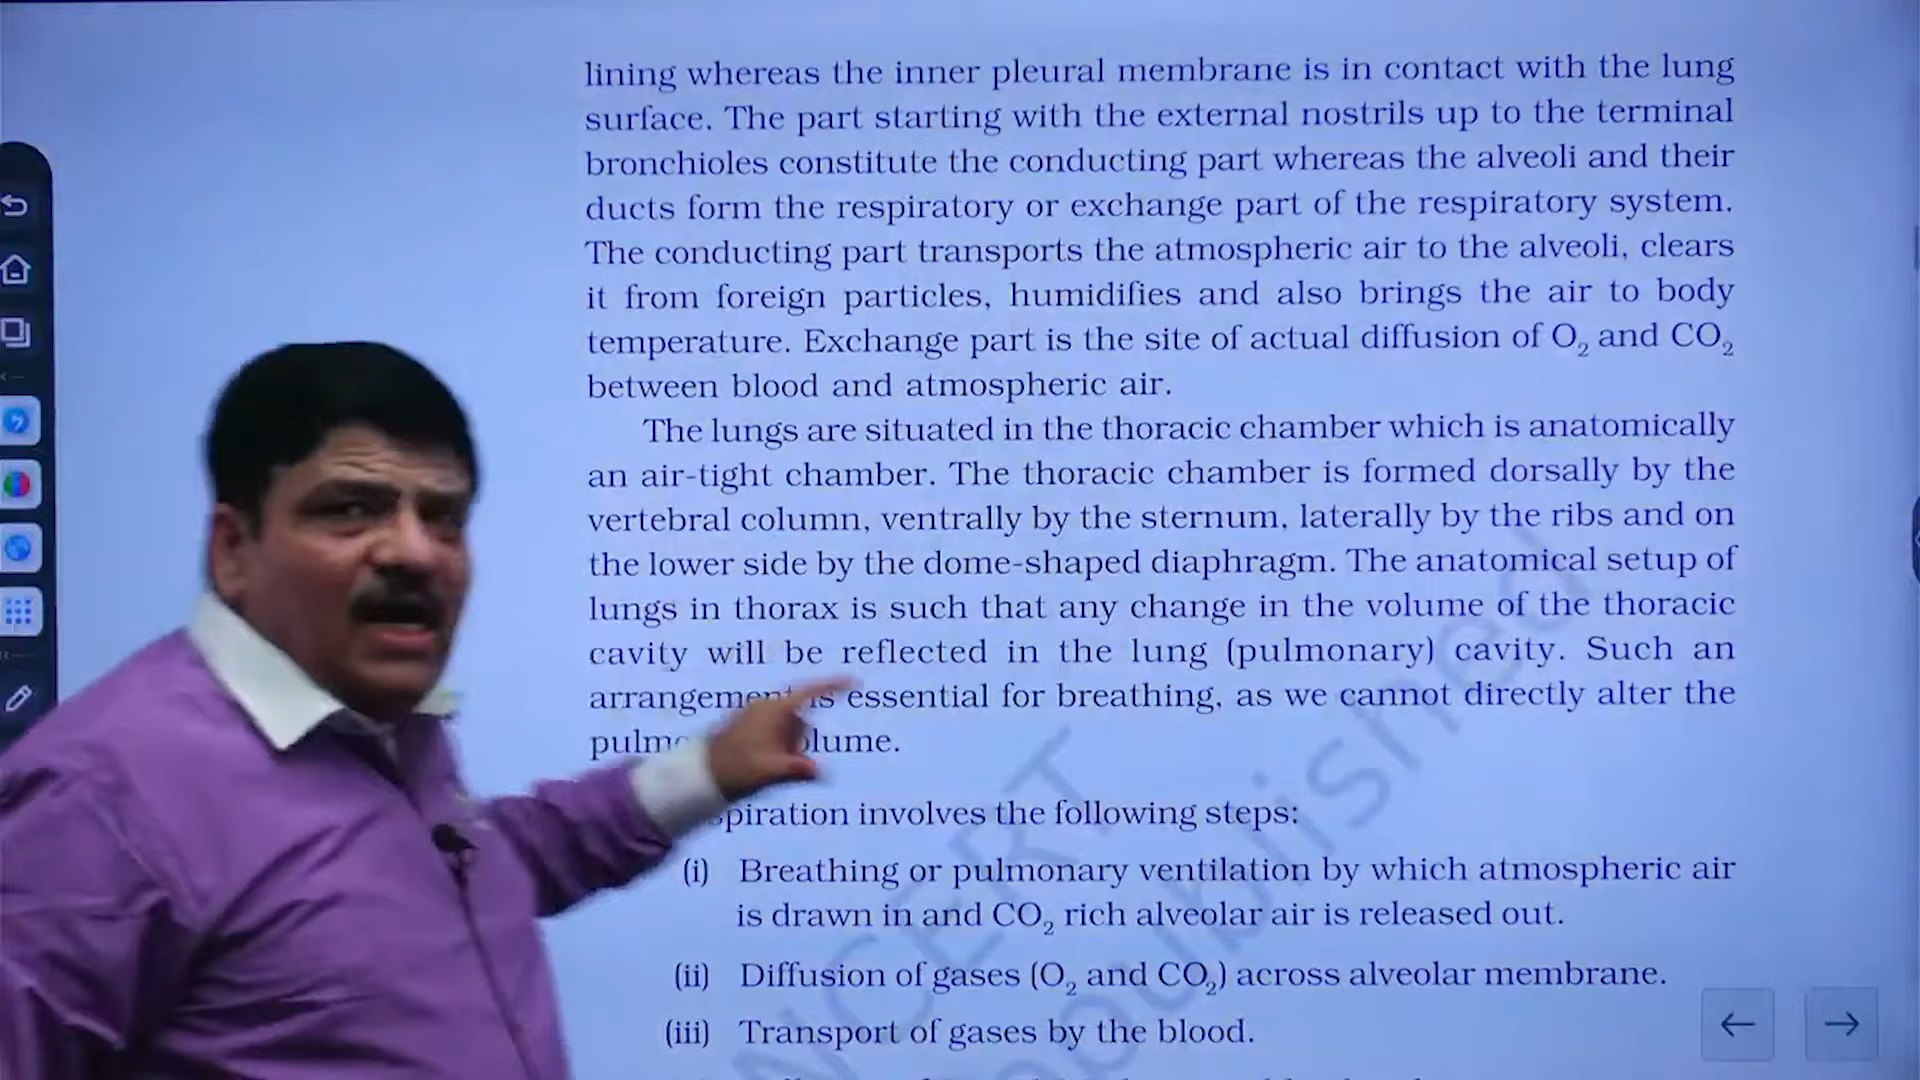 lining whereas the inner pleural membrane is in contact with the lung
surface. The part starting with the external nostrils up to the terminal
bronchioles constitute the conducting part whereas the alveoli and their
ducts form the respiratory or exchange part of the respiratory system.
The conducting part transports the atmospheric air to the alveoli, clears
it from foreign particles, humidifies and also brings the air to body
temperature. Exchange part is the site of actual diffusion of O₂ and CO₂
between blood and atmospheric air.
The lungs are situated in the thoracic chamber which is anatomically
an air-tight chamber. The thoracic chamber is formed dorsally by the
vertebral column, ventrally by the sternum, laterally by the ribs and on
the lower side by the dome-shaped diaphragm. The anatomical setup of
lungs in thorax is such that any change in the volume of the thoracic
cavity will be reflected in the lung (pulmonary) cavity. Such an
arrangement is essential for breathing, as we cannot directly alter the
pulmo lume.
spiration involves the following steps:
(i) Breathing or pulmonary ventilation by which atmospheric air
is drawn in and CO₂ rich alveolar air is released out.
(ii) Diffusion of gases (O₂ and CO₂) across alveolar membrane.
(iii) Transport of gases by the blood.
NCERT
published